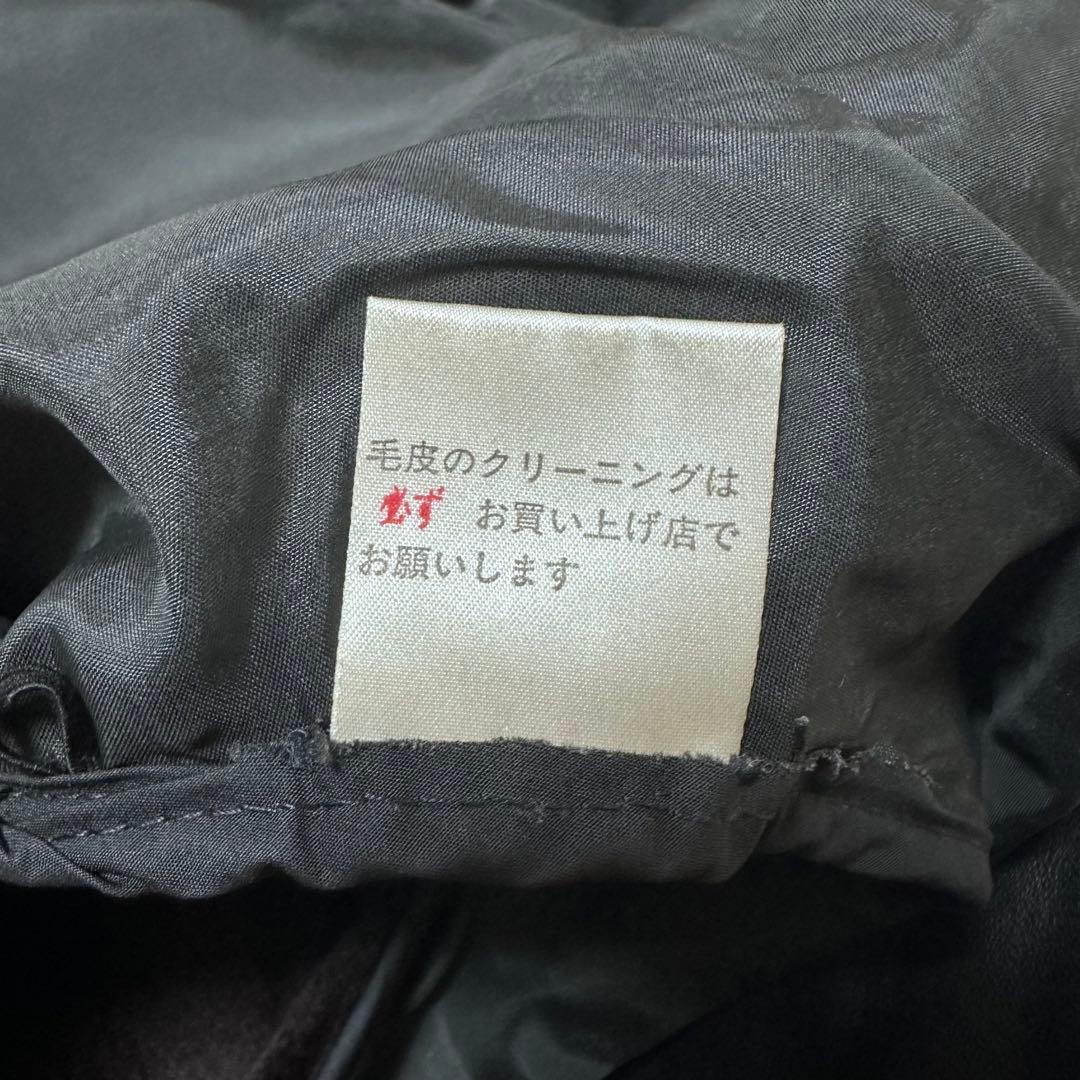 毛皮のクリーニングは
必ず お買い上げ店で
お願いします